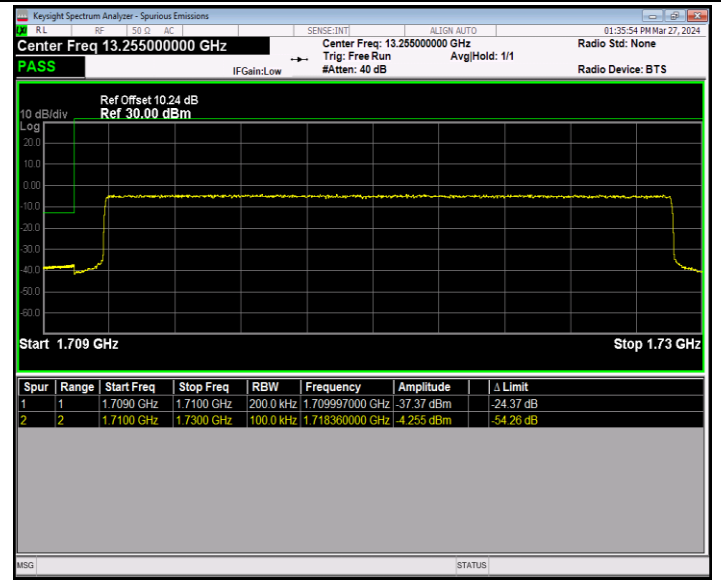 Keysight Spectrum Analyzer - Spurious Emissions
RL RF 50 Ω AC SENSE:INT ALIGN AUTO 01:35:54 PM Mar 27, 2024
Center Freq 13.255000000 GHz Center Freq: 13.255000000 GHz Radio Std: None
Trig: Free Run Avg|Hold: 1/1
PASS IFGain:Low #Atten: 40 dB Radio Device: BTS
Ref Offset 10.24 dB
10 dB/div Ref 30.00 dBm
Log
20.0
10.0
0.00
-10.0
-20.0
-30.0
-40.0
-50.0
-60.0
Start 1.709 GHz Stop 1.73 GHz
Spur Range Start Freq Stop Freq RBW Frequency Amplitude Δ Limit
1 1 1.7090 GHz 1.7100 GHz 200.0 kHz 1.709997000 GHz -37.37 dBm -24.37 dB
2 2 1.7100 GHz 1.7300 GHz 100.0 kHz 1.718360000 GHz -4.255 dBm -54.26 dB
MSG STATUS